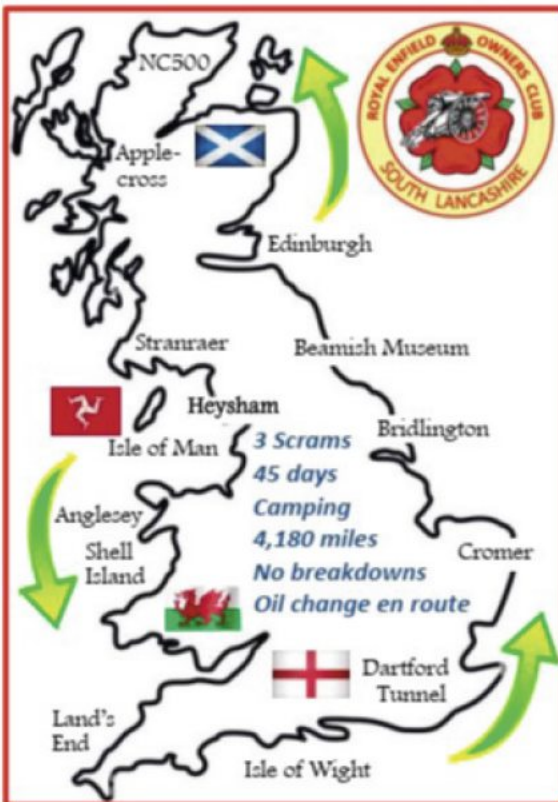 NC500
ROYAL ENFIELD OWNERS CLUB
SOUTH LANCASHIRE
Apple-
cross
Edinburgh
Stranraer
Beamish Museum
Heysham
Bridlington
Isle of Man
3 Scrams
45 days
Camping
4,180 miles
No breakdowns
Oil change en route
Anglesey
Shell
Island
Cromer
Dartford
Tunnel
Land's
End
Isle of Wight